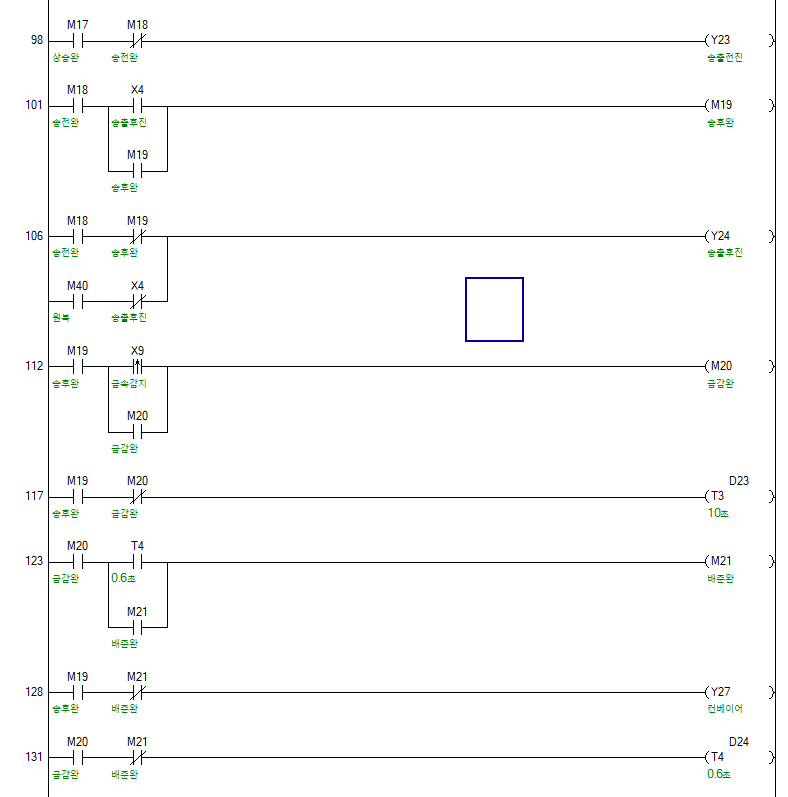 M17 M18
98 Y23
상승완 송전완 송출전진
M18 X4
101 M19
송전완 송출후진 송후완
M19
송후완
M18 M19
106 Y24
송전완 송후완 송출후진
M40 X4
원복 송출후진
M19 X9
112 M20
송후완 금속감지 금감완
M20
금감완
M19 M20 D23
117 T3
송후완 금감완 10초
M20 T4
123 M21
금감완 0.6초 배준완
M21
배준완
M19 M21
128 Y27
송후완 배준완 컨베이어
M20 M21 D24
131 T4
금감완 배준완 0.6초